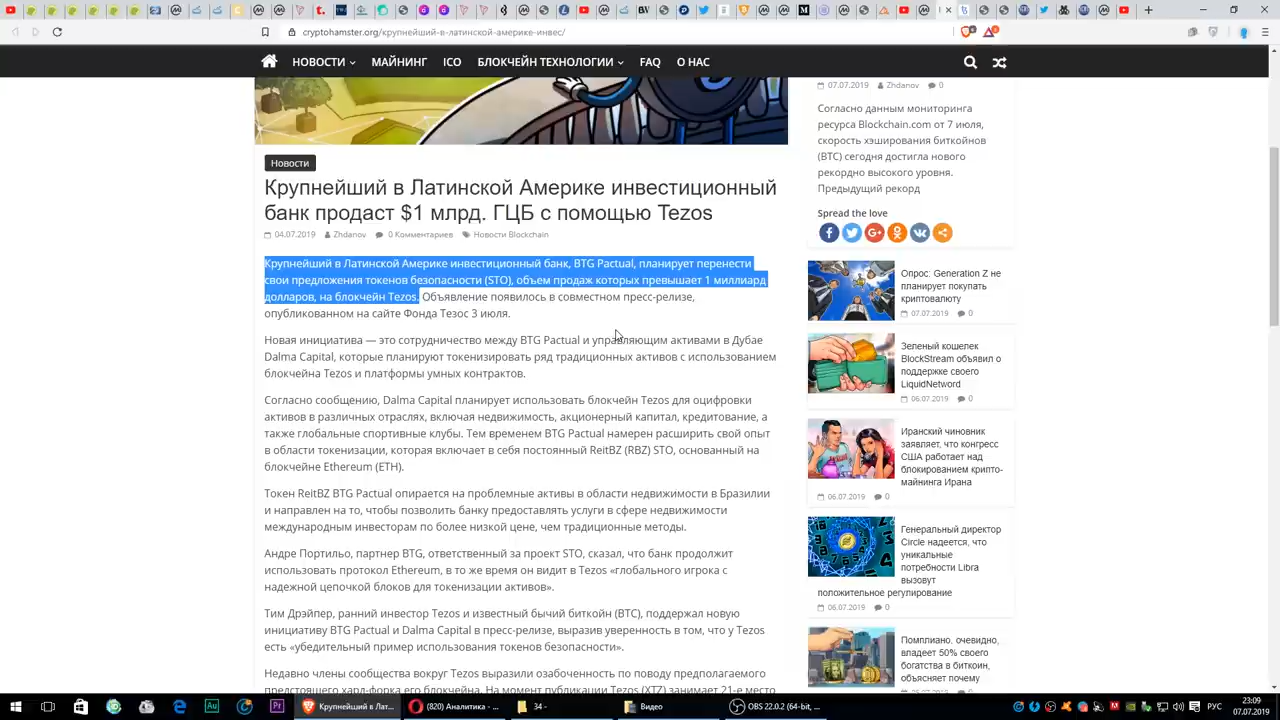 cryptohamster.org/крупнейший-в-латинской-америке-инвес/
НОВОСТИ
МАЙНИНГ
ICO
БЛОКЧЕЙН ТЕХНОЛОГИИ
FAQ
О НАС
Новости
Крупнейший в Латинской Америке инвестиционный
банк продаст $1 млрд. ГЦБ с помощью Tezos
04.07.2019 Zhdanov 0 Комментариев Новости Blockchain
Крупнейший в Латинской Америке инвестиционный банк, BTG Pactual, планирует перенести
свои предложения токенов безопасности (STO), объем продаж которых превышает 1 миллиард
долларов, на блокчейн Tezos. Объявление появилось в совместном пресс-релизе,
опубликованном на сайте Фонда Тезос 3 июля.
Новая инициатива — это сотрудничество между BTG Pactual и управляющим активами в Дубае
Dalma Capital, которые планируют токенизировать ряд традиционных активов с использованием
блокчейна Tezos и платформы умных контрактов.
Согласно сообщению, Dalma Capital планирует использовать блокчейн Tezos для оцифровки
активов в различных отраслях, включая недвижимость, акционерный капитал, кредитование, а
также глобальные спортивные клубы. Тем временем BTG Pactual намерен расширить свой опыт
в области токенизации, которая включает в себя постоянный ReitBZ (RBZ) STO, основанный на
блокчейне Ethereum (ETH).
Токен ReitBZ BTG Pactual опирается на проблемные активы в области недвижимости в Бразилии
и направлен на то, чтобы позволить банку предоставлять услуги в сфере недвижимости
международным инвесторам по более низкой цене, чем традиционные методы.
Андре Портильо, партнер BTG, ответственный за проект STO, сказал, что банк продолжит
использовать протокол Ethereum, в то же время он видит в Tezos «глобального игрока с
надежной цепочкой блоков для токенизации активов».
Тим Дрэйпер, ранний инвестор Tezos и известный бычий биткойн (BTC), поддержал новую
инициативу BTG Pactual и Dalma Capital в пресс-релизе, выразив уверенность в том, что у Tezos
есть «убедительный пример использования токенов безопасности».
Недавно члены сообщества вокруг Tezos выразили озабоченность по поводу предполагаемого
предстоящего хард-форка его блокчейна. На момент публикации Tezos (XTZ) занимает 21-е место
07.07.2019 Zhdanov 0
Согласно данным мониторинга
ресурса Blockchain.com от 7 июля,
скорость хэширования биткойнов
(BTC) сегодня достигла нового
рекордно высокого уровня.
Предыдущий рекорд
Spread the love
Опрос: Generation Z не
планирует покупать
криптовалюту
07.07.2019 0
Зеленый кошелек
BlockStream объявил о
поддержке своего
LiquidNetword
06.07.2019 0
Иранский чиновник
заявляет, что конгресс
США работает над
блокированием крипто-
майнинга Ирана
06.07.2019 0
Генеральный директор
Circle надеется, что
уникальные
потребности Libra
вызовут
положительное регулирование
06.07.2019 0
Помплиано, очевидно,
владеет 50% своего
богатства в биткоин,
объясняет почему
Крупнейший в Лат...
(820) Аналитика - ...
34 -
Видео
OBS 22.0.2 (64-bit, ...
РУС
23:09
07.07.2019